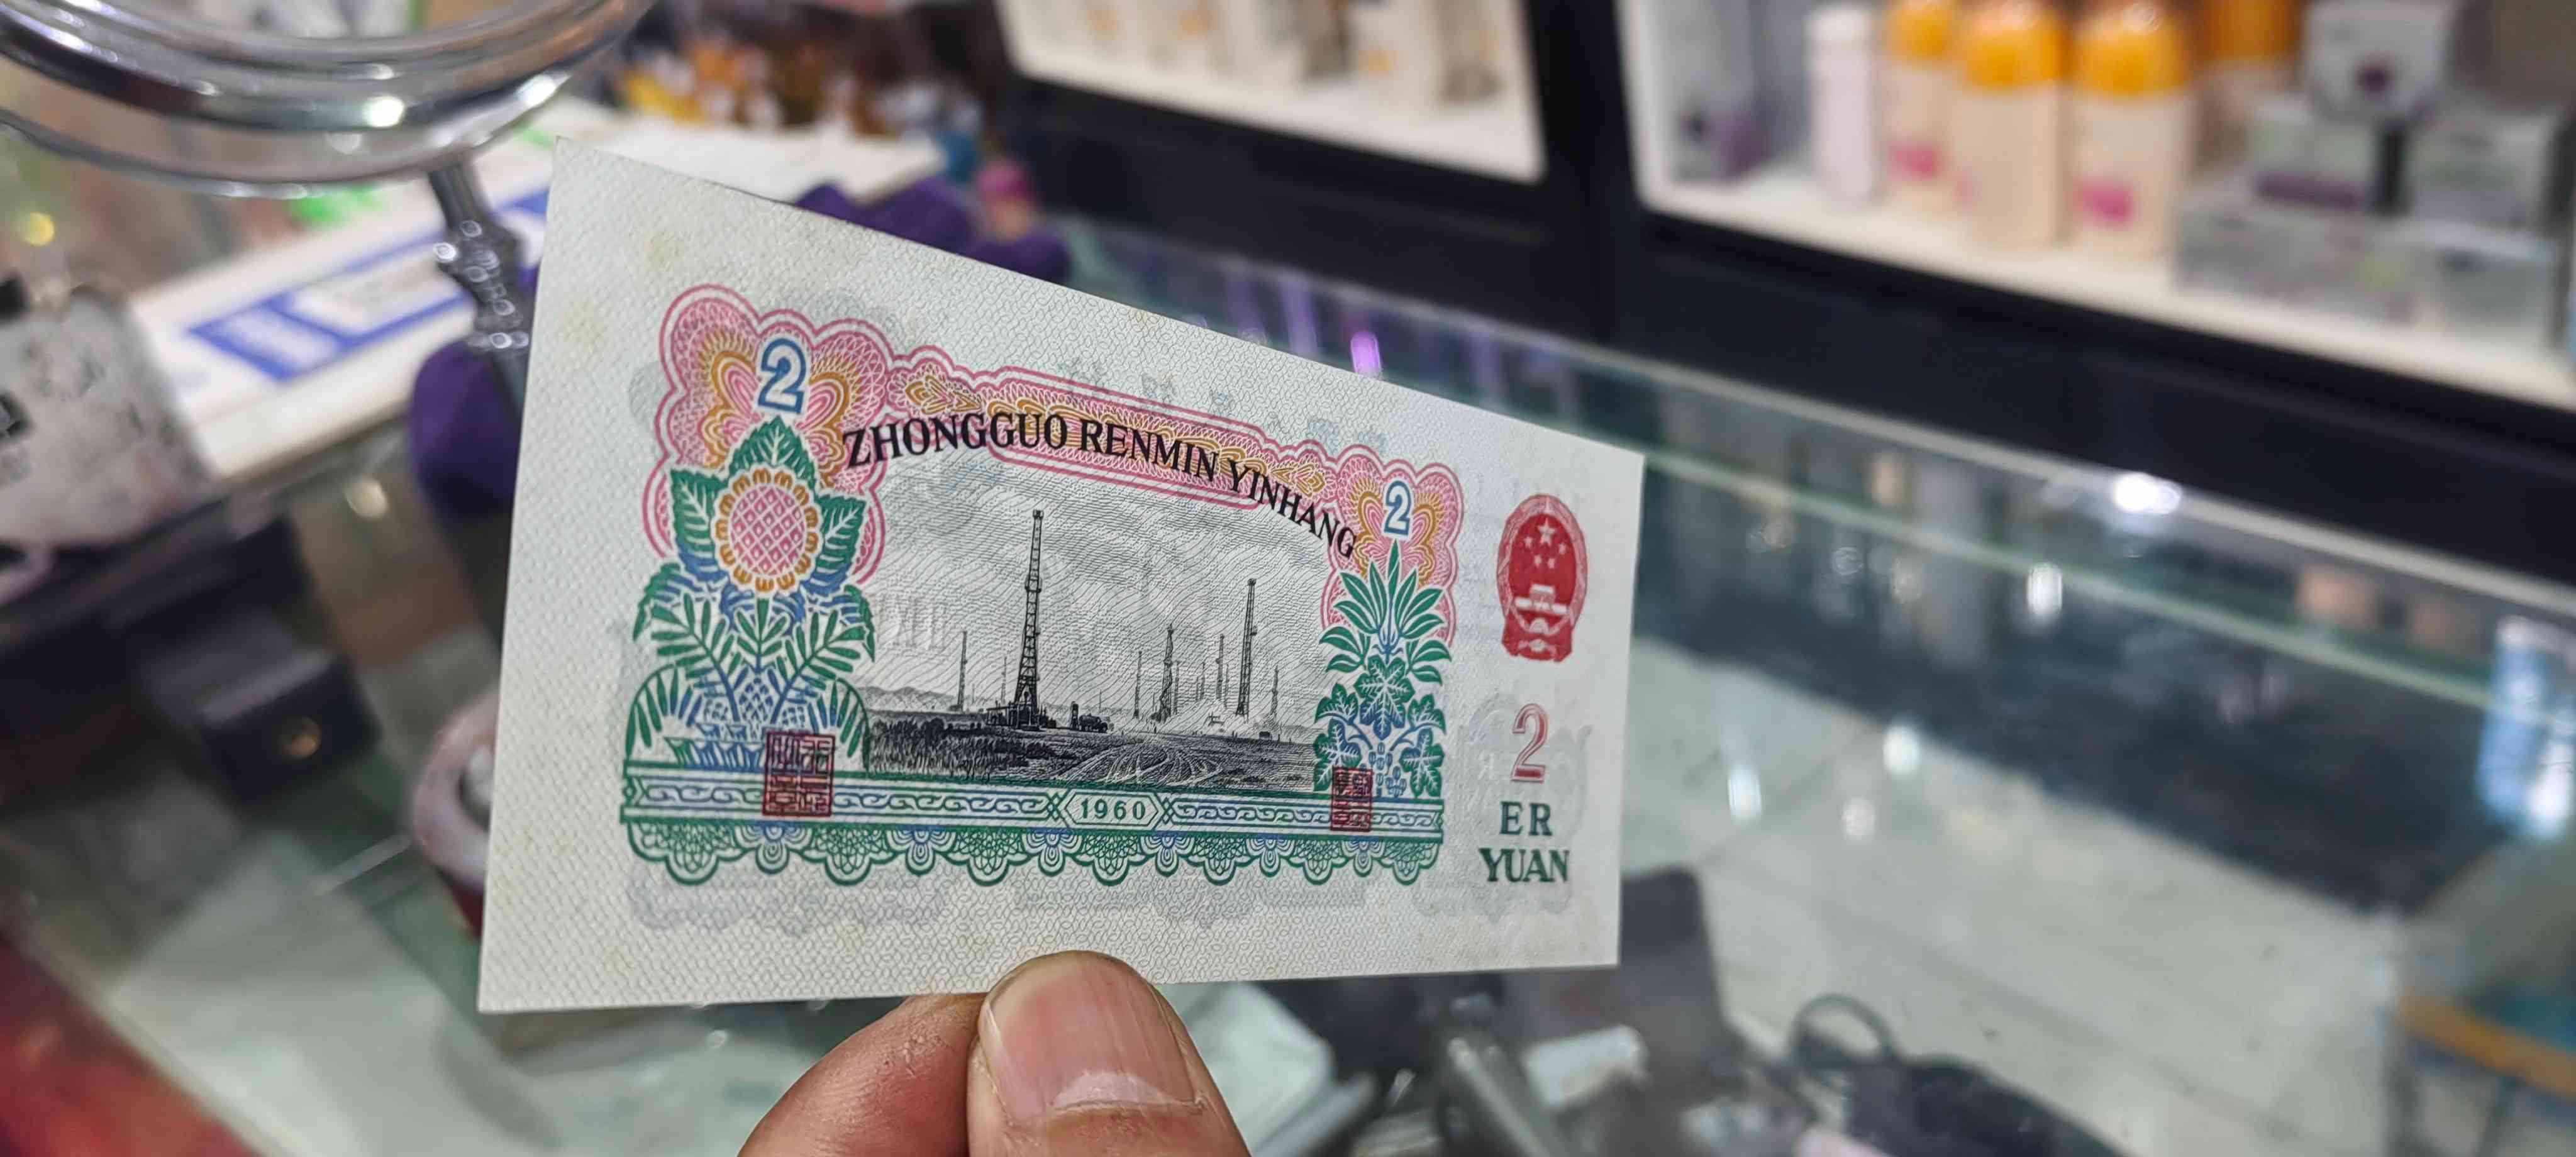 2
ZHONGGUO RENMIN YINHANG
2
1960
2
ER
YUAN